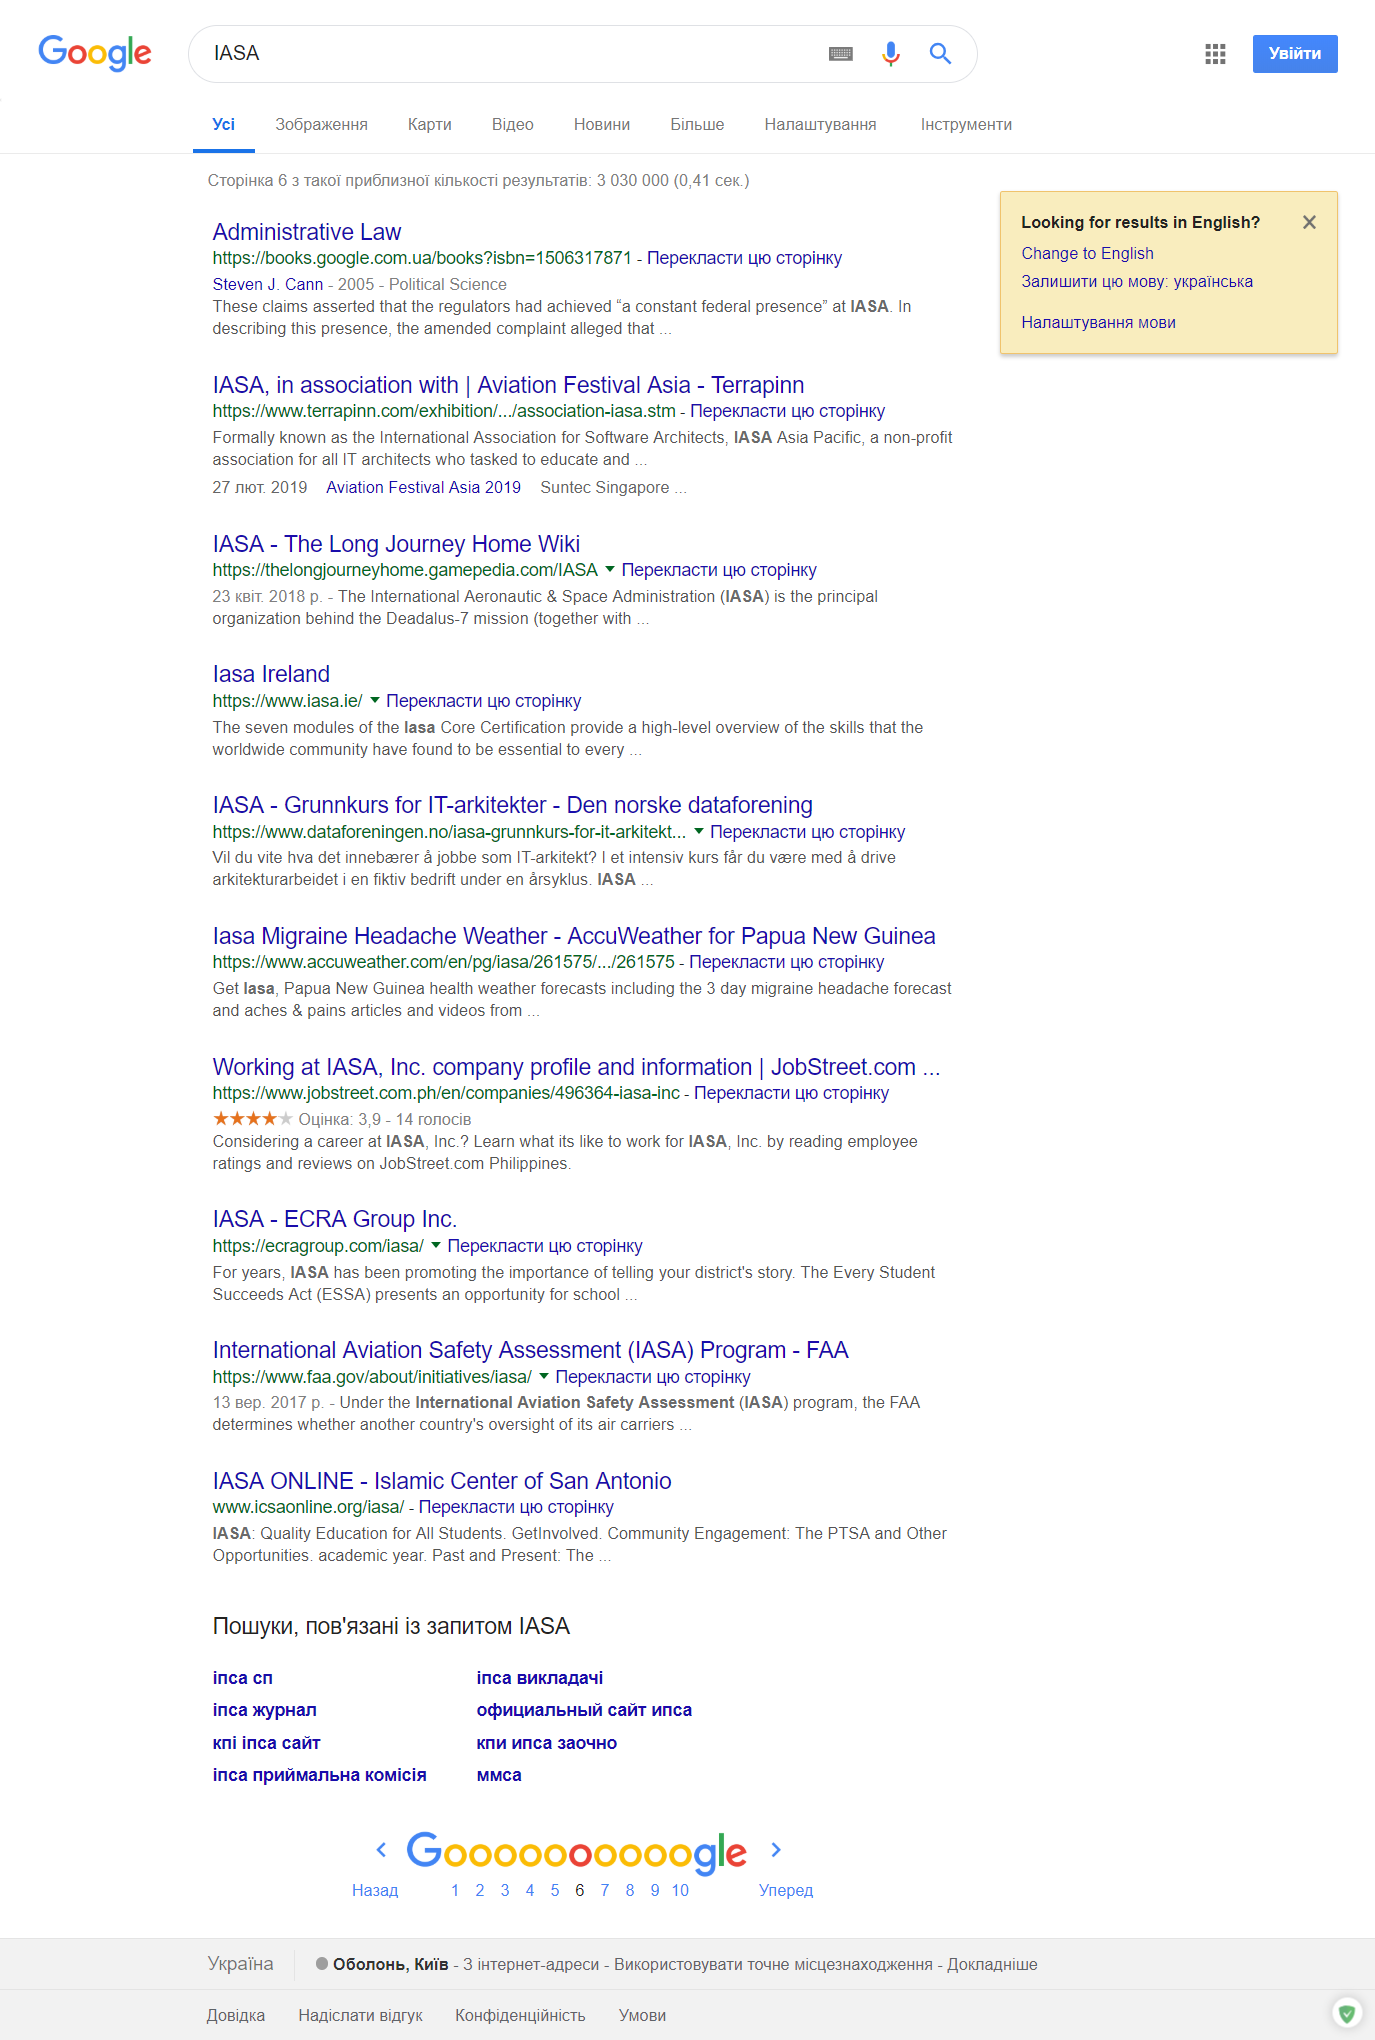 Google
IASA
Увійти
Усі Зображення Карти Відео Новини Більше Налаштування Інструменти
Сторінка 6 з такої приблизної кількості результатів: 3 030 000 (0,41 сек.)
Looking for results in English?
Change to English
Залишити цю мову: українська
Налаштування мови
Administrative Law
https://books.google.com.ua/books?isbn=1506317871 - Перекласти цю сторінку
Steven J. Cann - 2005 - Political Science
These claims asserted that the regulators had achieved “a constant federal presence” at IASA. In
describing this presence, the amended complaint alleged that ...
IASA, in association with | Aviation Festival Asia - Terrapinn
https://www.terrapinn.com/exhibition/.../association-iasa.stm - Перекласти цю сторінку
Formally known as the International Association for Software Architects, IASA Asia Pacific, a non-profit
association for all IT architects who tasked to educate and ...
27 лют. 2019 Aviation Festival Asia 2019 Suntec Singapore ...
IASA - The Long Journey Home Wiki
https://thelongjourneyhome.gamepedia.com/IASA Перекласти цю сторінку
23 квіт. 2018 р. - The International Aeronautic & Space Administration (IASA) is the principal
organization behind the Deadalus-7 mission (together with ...
Iasa Ireland
https://www.iasa.ie/ Перекласти цю сторінку
The seven modules of the Iasa Core Certification provide a high-level overview of the skills that the
worldwide community have found to be essential to every ...
IASA - Grunnkurs for IT-arkitekter - Den norske dataforening
https://www.dataforeningen.no/iasa-grunnkurs-for-it-arkitekt... Перекласти цю сторінку
Vil du vite hva det innebærer å jobbe som IT-arkitekt? I et intensiv kurs får du være med å drive
arkitekturarbeidet i en fiktiv bedrift under en årsyklus. IASA ...
Iasa Migraine Headache Weather - AccuWeather for Papua New Guinea
https://www.accuweather.com/en/pg/iasa/261575/.../261575 - Перекласти цю сторінку
Get Iasa, Papua New Guinea health weather forecasts including the 3 day migraine headache forecast
and aches & pains articles and videos from ...
Working at IASA, Inc. company profile and information | JobStreet.com ...
https://www.jobstreet.com.ph/en/companies/496364-iasa-inc - Перекласти цю сторінку
Оцінка: 3,9 - 14 голосів
Considering a career at IASA, Inc.? Learn what its like to work for IASA, Inc. by reading employee
ratings and reviews on JobStreet.com Philippines.
IASA - ECRA Group Inc.
https://ecragroup.com/iasa/ Перекласти цю сторінку
For years, IASA has been promoting the importance of telling your district's story. The Every Student
Succeeds Act (ESSA) presents an opportunity for school ...
International Aviation Safety Assessment (IASA) Program - FAA
https://www.faa.gov/about/initiatives/iasa/ Перекласти цю сторінку
13 вер. 2017 р. - Under the International Aviation Safety Assessment (IASA) program, the FAA
determines whether another country's oversight of its air carriers ...
IASA ONLINE - Islamic Center of San Antonio
www.icsaonline.org/iasa/ - Перекласти цю сторінку
IASA: Quality Education for All Students. GetInvolved. Community Engagement: The PTSA and Other
Opportunities. academic year. Past and Present: The ...
Пошуки, пов'язані із запитом IASA
іпса сп іпса викладачі
іпса журнал официальный сайт ипса
кпі іпса сайт кпи ипса заочно
іпса приймальна комісія ммса
Goooooooooogle
Назад 1 2 3 4 5 6 7 8 9 10 Уперед
Україна Оболонь, Київ - З інтернет-адреси - Використовувати точне місцезнаходження - Докладніше
Довідка Надіслати відгук Конфіденційність Умови